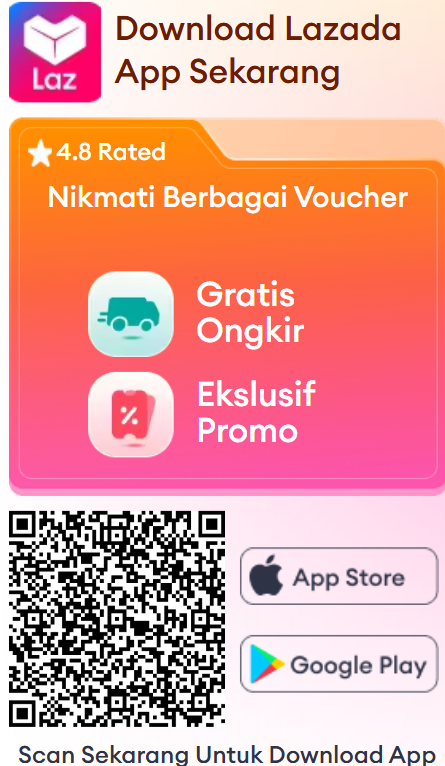 Laz
Download Lazada
App Sekarang
4.8 Rated
Nikmati Berbagai Voucher
Gratis
Ongkir
%
Ekslusif
Promo
App Store
Google Play
Scan Sekarang Untuk Download App